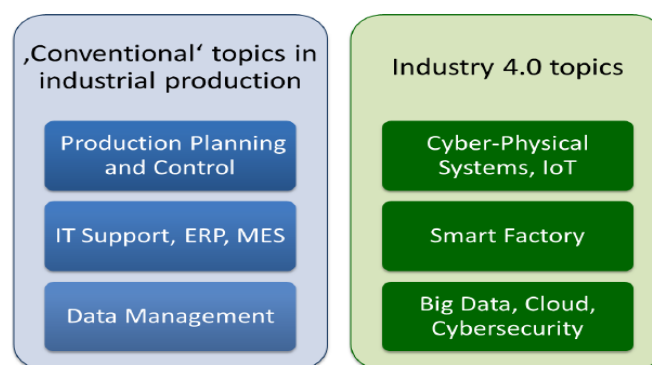 ‚Conventional‘ topics in
industrial production
Production Planning
and Control
IT Support, ERP, MES
Data Management
Industry 4.0 topics
Cyber-Physical
Systems, IoT
Smart Factory
Big Data, Cloud,
Cybersecurity